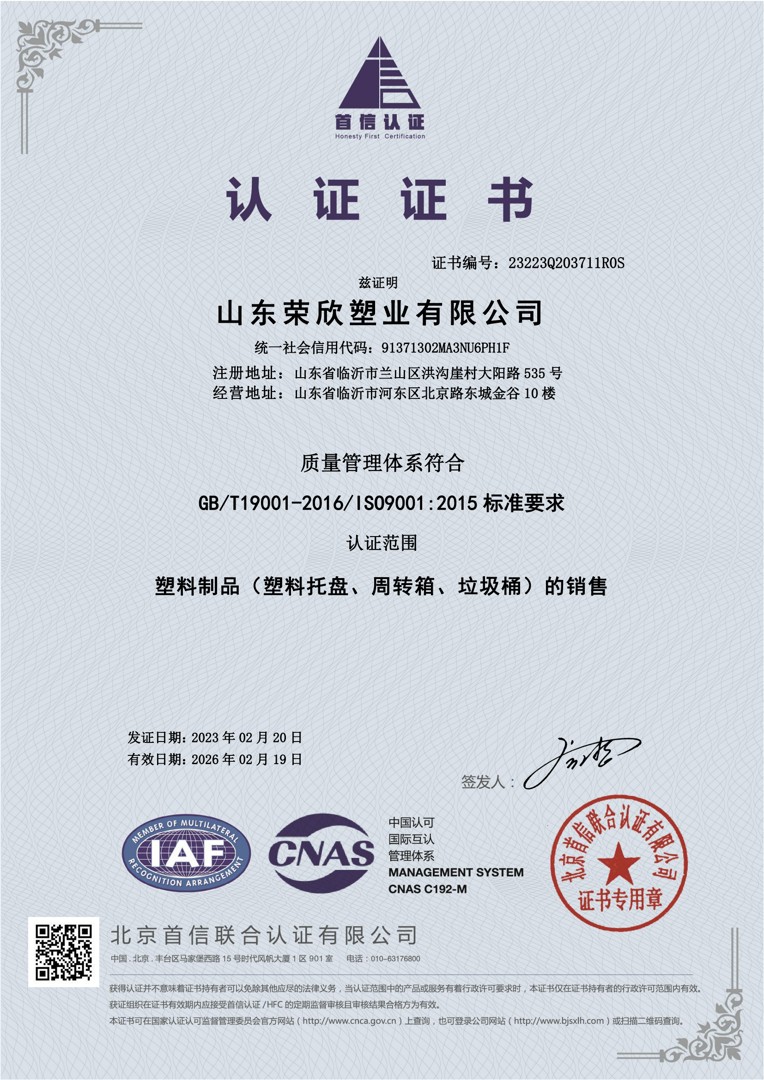 首信认证
Honesty First Certification
认证证书
证书编号：23223Q203711R0S
兹证明
山东荣欣塑业有限公司
统一社会信用代码：91371302MA3NU6PH1F
注册地址：山东省临沂市兰山区洪沟崖村大阳路 535 号
经营地址：山东省临沂市河东区北京路东城金谷 10 楼
质量管理体系符合
GB/T19001-2016/ISO9001:2015 标准要求
认证范围
塑料制品（塑料托盘、周转箱、垃圾桶）的销售
发证日期：2023 年 02 月 20 日
有效日期：2026 年 02 月 19 日
签发人：
MEMBER OF MULTILATERAL
IAF
RECOGNITION ARRANGEMENT
CNAS
中国认可
国际互认
管理体系
MANAGEMENT SYSTEM
CNAS C192-M
北京首信联合认证有限公司
证书专用章
北京首信联合认证有限公司
中国 . 北京 . 丰台区马家堡西路 15 号时代风帆大厦 1 区 901 室 电话：010-63176800
获得认证并不意味着证书持有者可以免除其他应尽的法律义务，当认证范围中的产品或服务有着行政许可要求时，本证书仅在证书持有者的行政许可范围内有效。
获证组织在证书有效期内应接受首信认证 /HFC 的定期监督审核且审核结果合格方为有效。
本证书可在国家认证认可监督管理委员会官方网站（http://www.cnca.gov.cn）上查询，也可登录公司网站（http://www.bjsxlh.com）或扫描二维码查询。